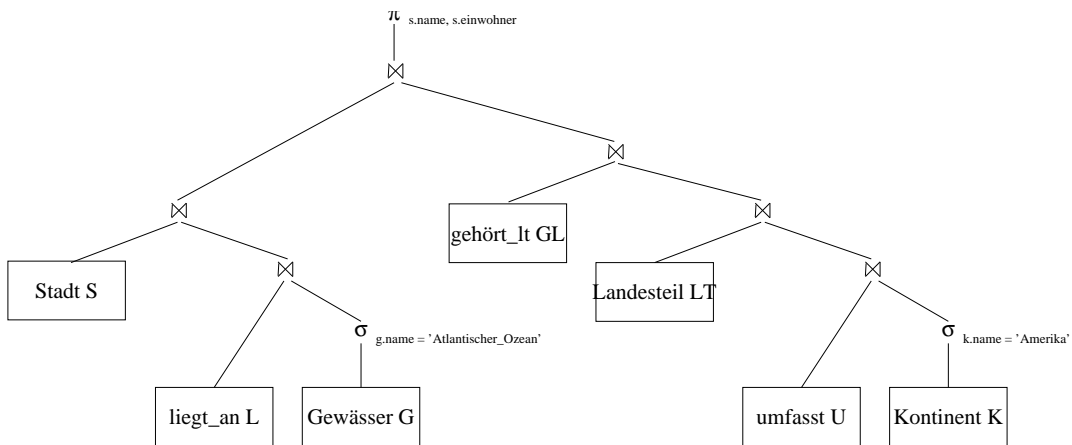 π s.name, s.einwohner
⋈
⋈
⋈
gehört_lt GL
⋈
Stadt S
⋈
Landesteil LT
⋈
σ g.name = 'Atlantischer_Ozean'
σ k.name = 'Amerika'
liegt_an L
Gewässer G
umfasst U
Kontinent K